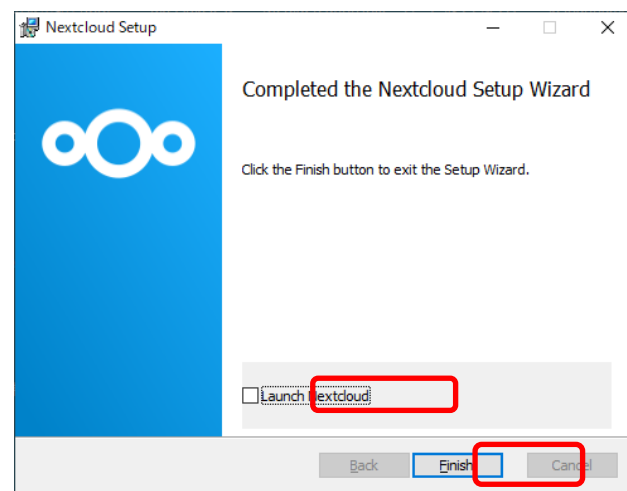 Nextcloud Setup
Completed the Nextcloud Setup Wizard
Click the Finish button to exit the Setup Wizard.
Launch Nextcloud
Back Finish Cancel